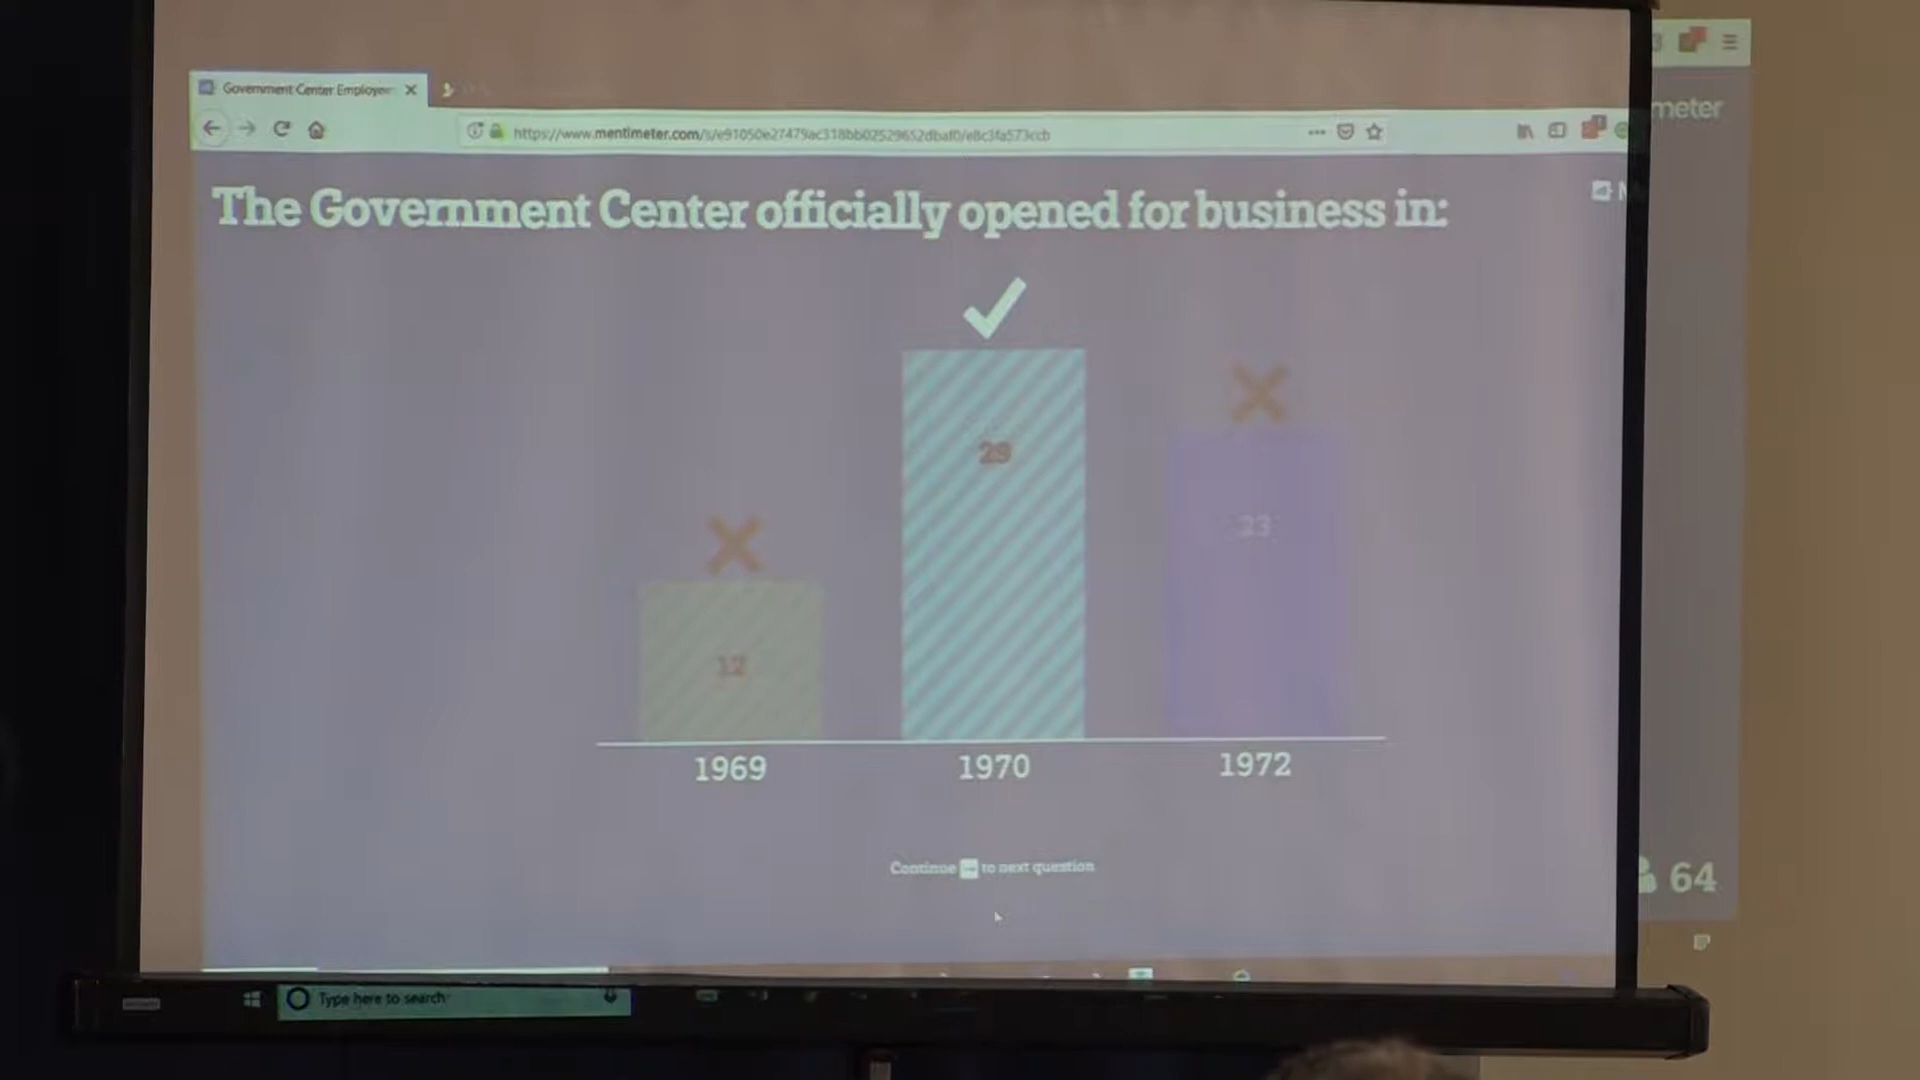 Government Center Employee
https://www.mentimeter.com/s/e91050e27479ac318bb02529652dbaf0/e8c3fa573ccb
meter
The Government Center officially opened for business in:
12
23
1969
1970
1972
Continue → to next question
64
Type here to search